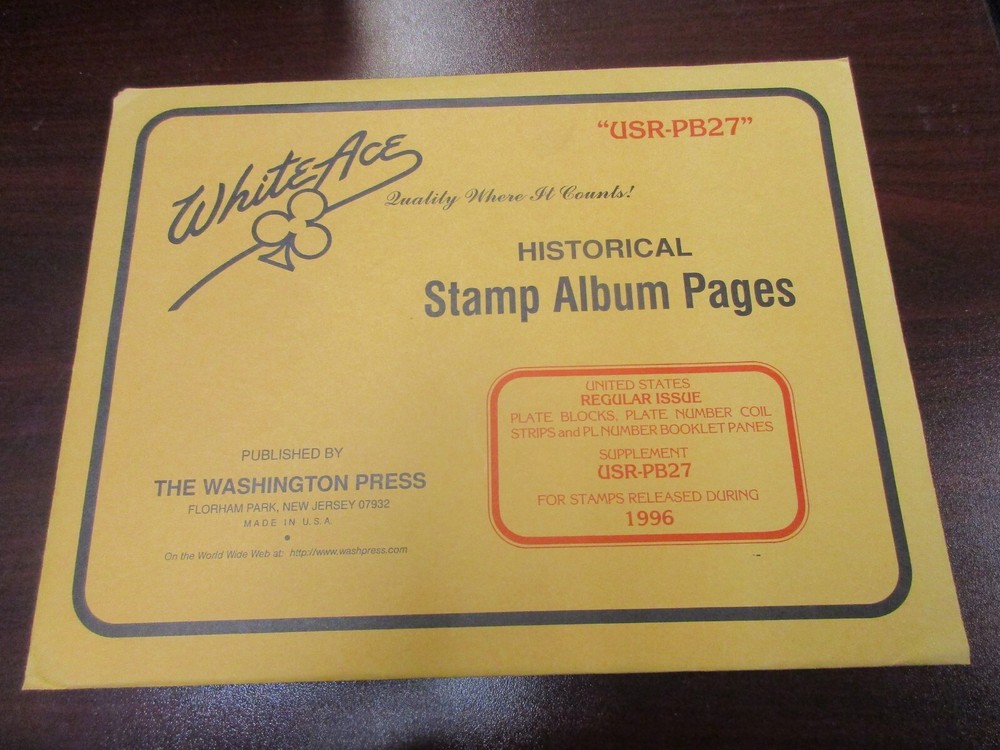 "USR-PB27"
WhiteAce
Quality Where It Counts!
HISTORICAL
Stamp Album Pages
UNITED STATES
REGULAR ISSUE
PLATE BLOCKS, PLATE NUMBER COIL
STRIPS and PL NUMBER BOOKLET PANES
SUPPLEMENT
USR-PB27
FOR STAMPS RELEASED DURING
1996
PUBLISHED BY
THE WASHINGTON PRESS
FLORHAM PARK, NEW JERSEY 07932
MADE IN U.S.A.
On the World Wide Web at: http://www.washpress.com